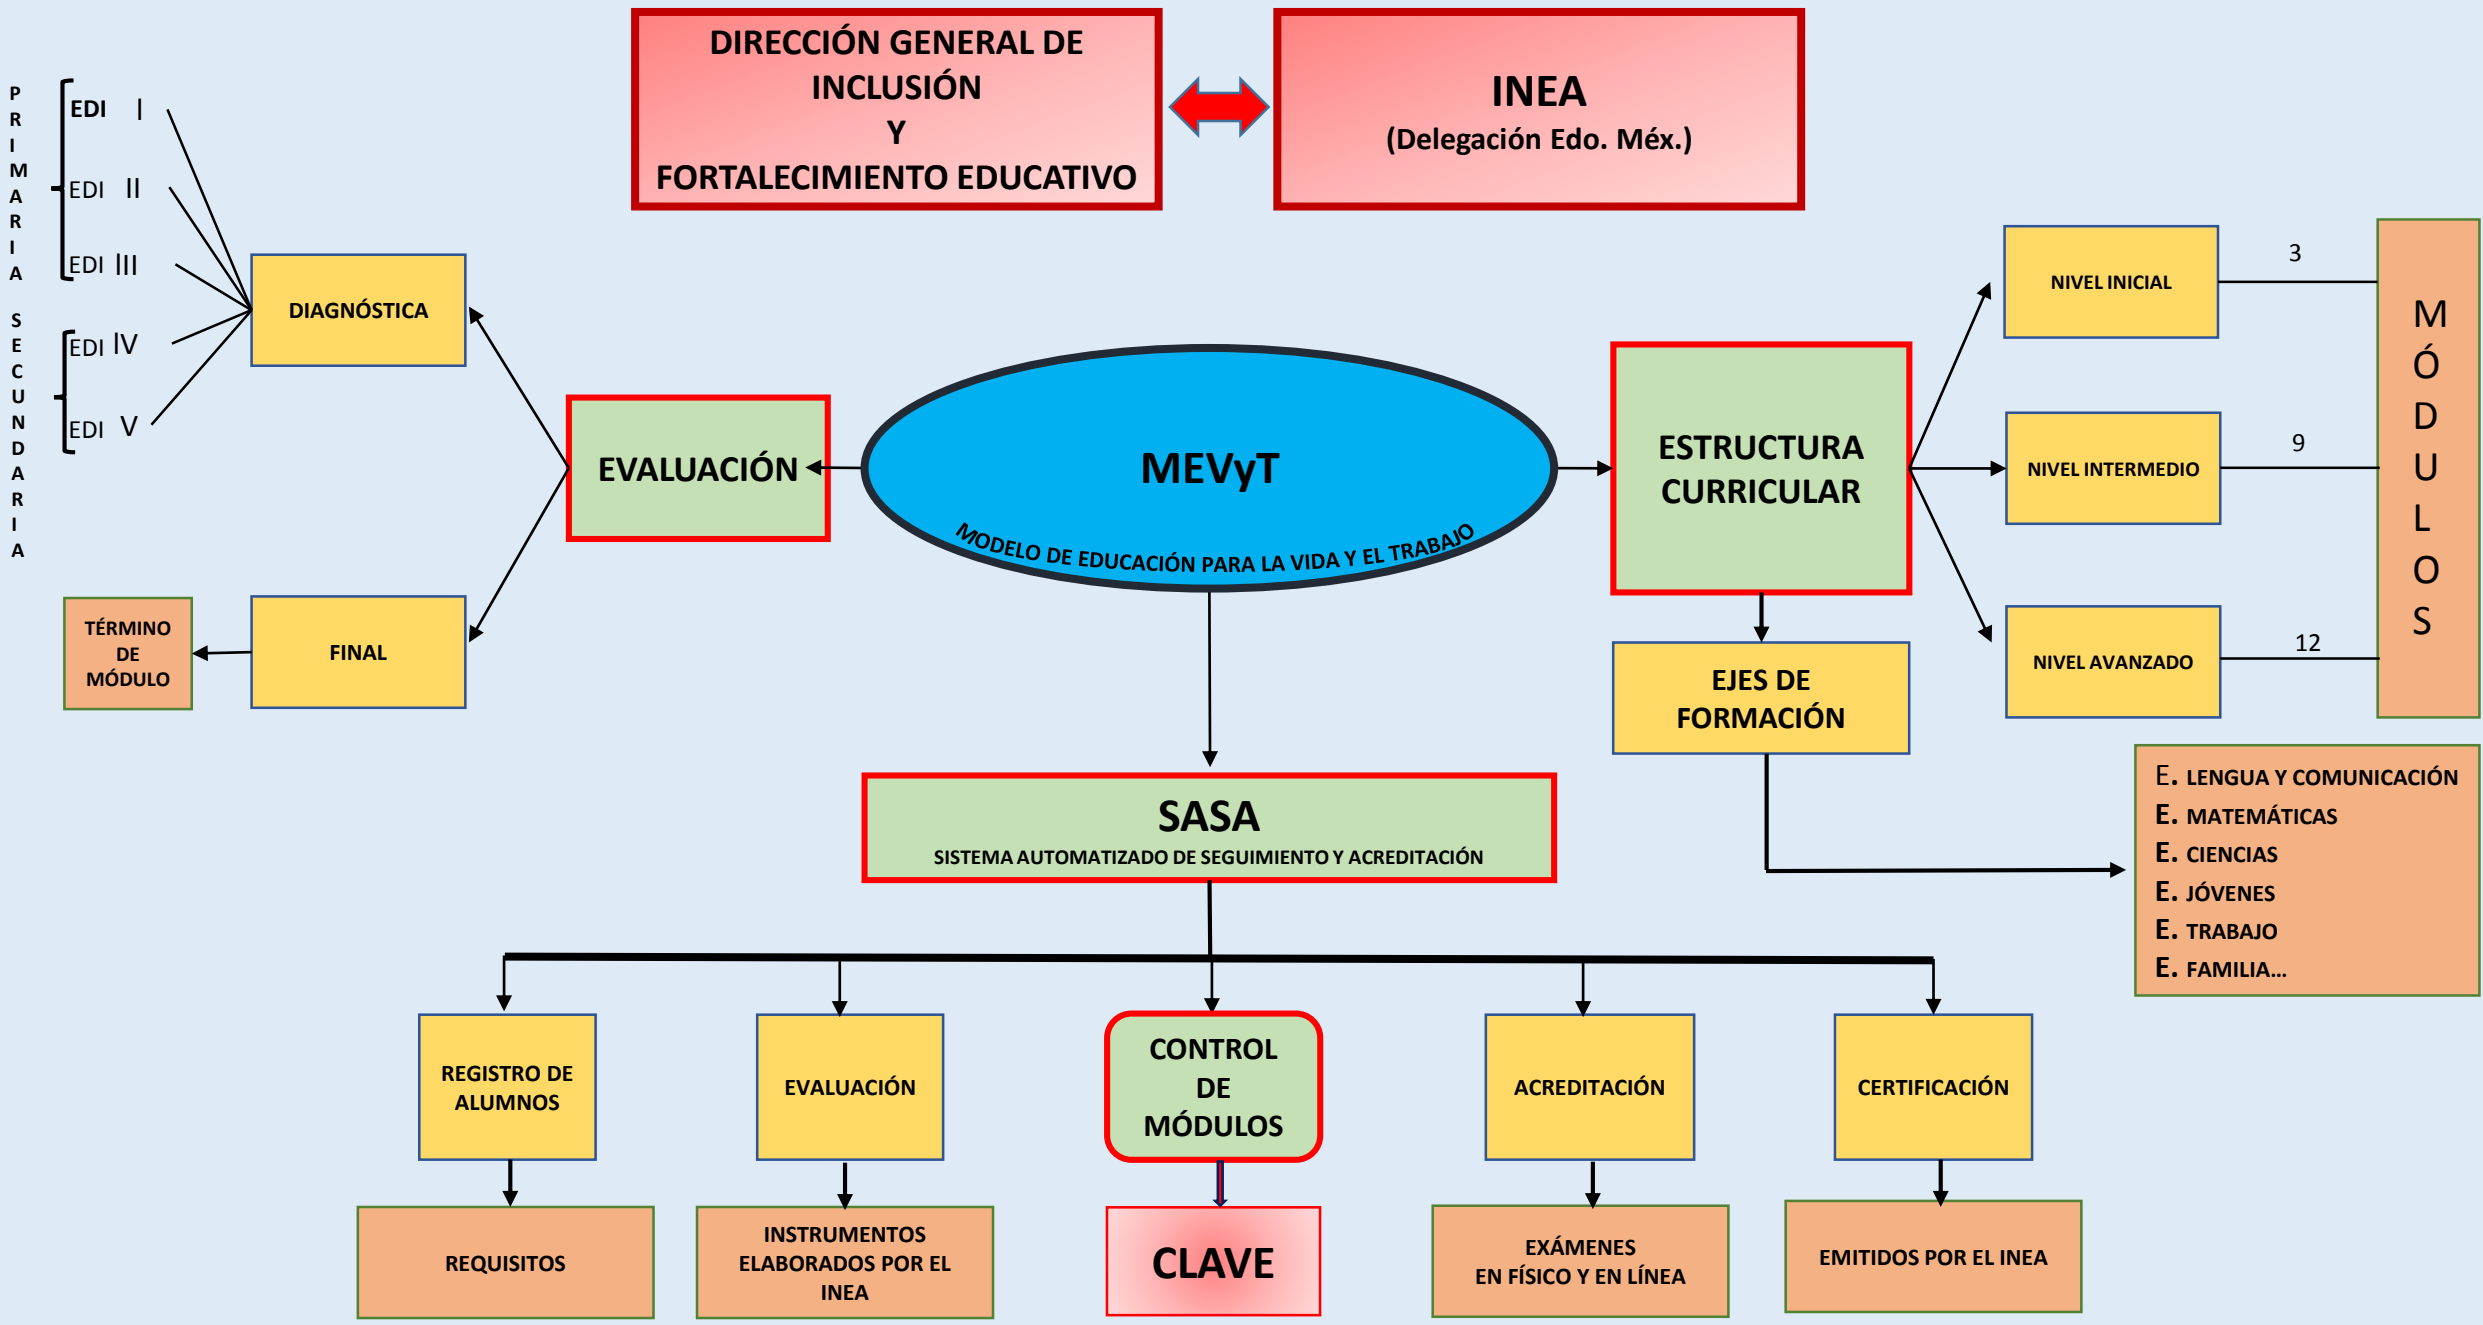 DIRECCIÓN GENERAL DE
INCLUSIÓN
Y
FORTALECIMIENTO EDUCATIVO
INEA
(Delegación Edo. Méx.)
PRIMARIA
EDI I
EDI II
EDI III
SECUNDARIA
EDI IV
EDI V
DIAGNÓSTICA
EVALUACIÓN
FINAL
TÉRMINO
DE
MÓDULO
MEVyT
MODELO DE EDUCACIÓN PARA LA VIDA Y EL TRABAJO
ESTRUCTURA
CURRICULAR
NIVEL INICIAL
3
NIVEL INTERMEDIO
9
NIVEL AVANZADO
12
MÓDULOS
EJES DE
FORMACIÓN
E. LENGUA Y COMUNICACIÓN
E. MATEMÁTICAS
E. CIENCIAS
E. JÓVENES
E. TRABAJO
E. FAMILIA...
SASA
SISTEMA AUTOMATIZADO DE SEGUIMIENTO Y ACREDITACIÓN
REGISTRO DE
ALUMNOS
EVALUACIÓN
CONTROL
DE
MÓDULOS
ACREDITACIÓN
CERTIFICACIÓN
REQUISITOS
INSTRUMENTOS
ELABORADOS POR EL
INEA
CLAVE
EXÁMENES
EN FÍSICO Y EN LÍNEA
EMITIDOS POR EL INEA